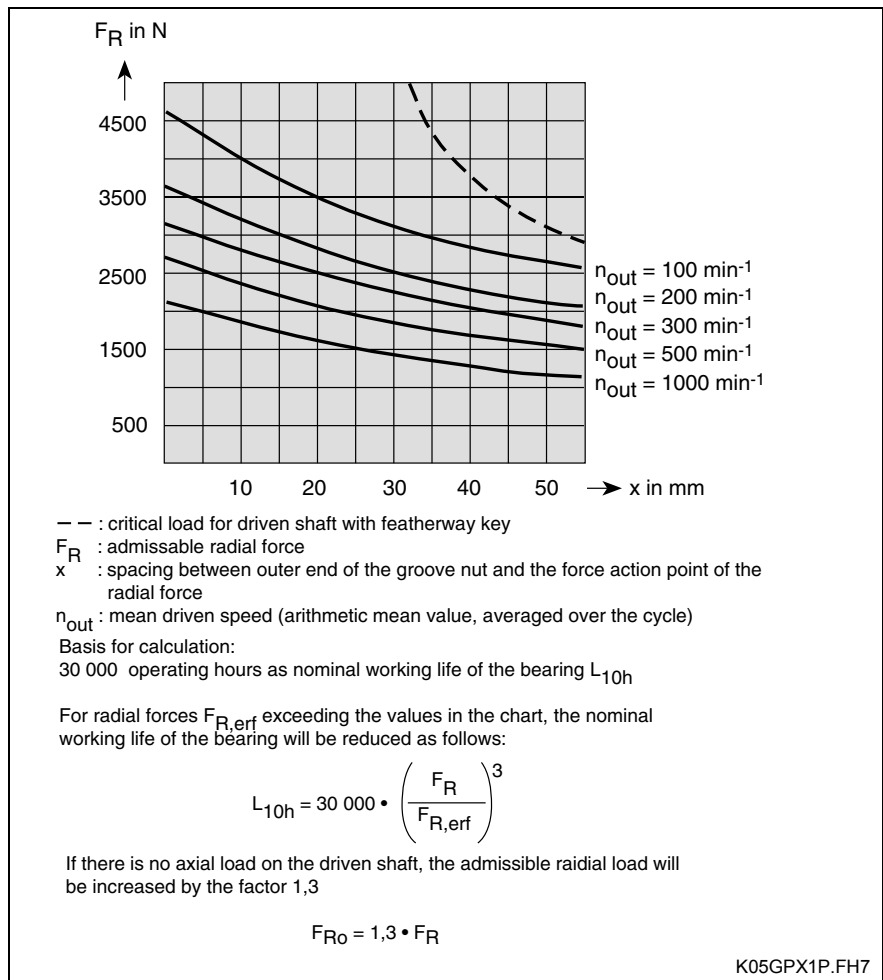 F_R in N
4500
3500
2500
1500
500
n_out = 100 min-1
n_out = 200 min-1
n_out = 300 min-1
n_out = 500 min-1
n_out = 1000 min-1
10 20 30 40 50 → x in mm
– – : critical load for driven shaft with featherway key
F_R : admissable radial force
x : spacing between outer end of the groove nut and the force action point of the
radial force
n_out : mean driven speed (arithmetic mean value, averaged over the cycle)
Basis for calculation:
30 000 operating hours as nominal working life of the bearing L_10h
For radial forces F_R,erf exceeding the values in the chart, the nominal
working life of the bearing will be reduced as follows:
L_10h = 30 000 • (F_R / F_R,erf)^3
If there is no axial load on the driven shaft, the admissible raidial load will
be increased by the factor 1,3
F_Ro = 1,3 • F_R
K05GPX1P.FH7